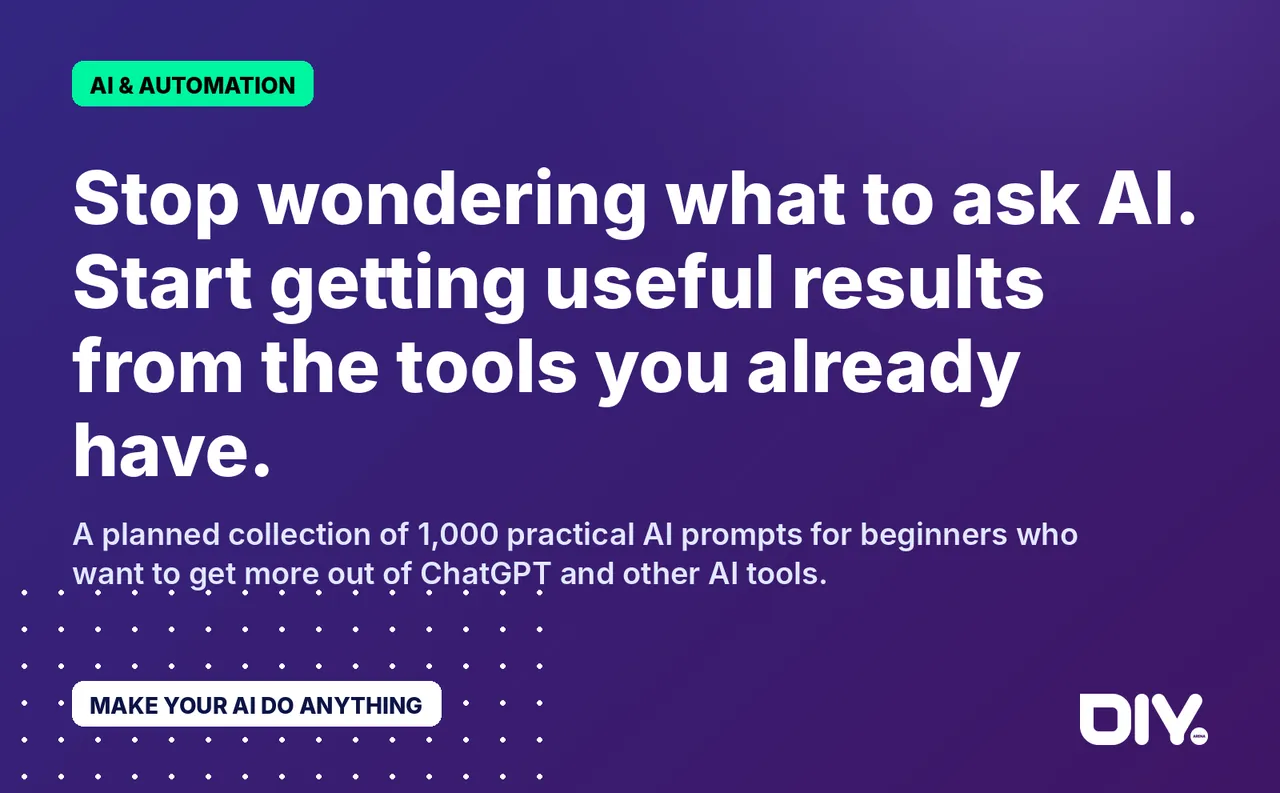 AI & AUTOMATION
Stop wondering what to ask AI.
Start getting useful results
from the tools you already
have.
A planned collection of 1,000 practical AI prompts for beginners who
want to get more out of ChatGPT and other AI tools.
MAKE YOUR AI DO ANYTHING
DIY.
ARENA